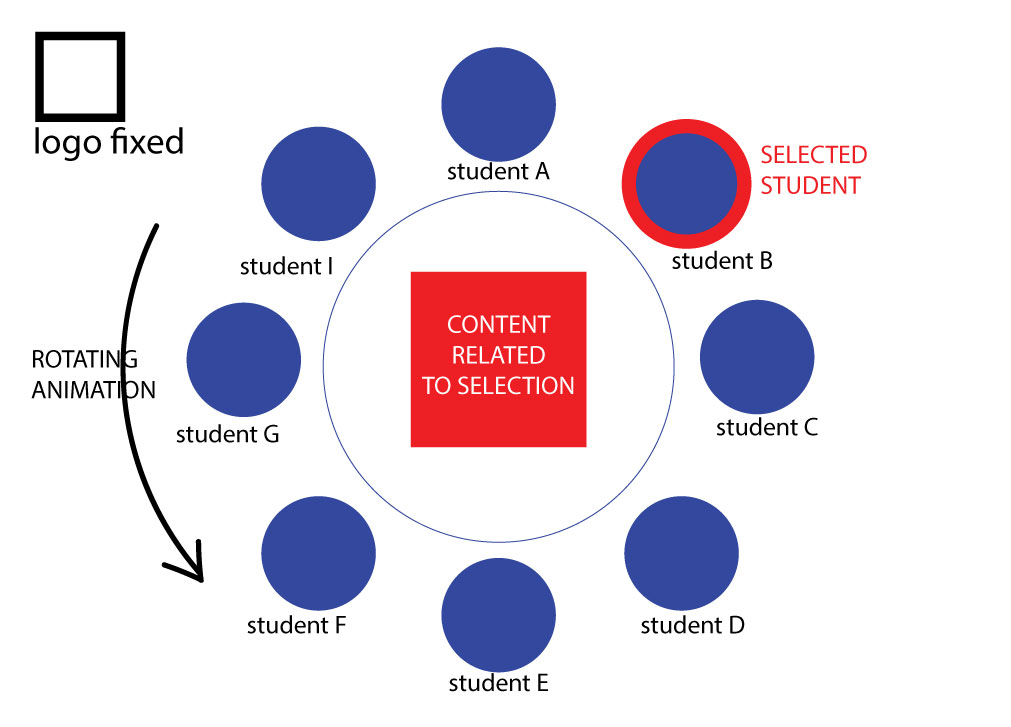 logo fixed
student A
SELECTED
STUDENT
student I
student B
CONTENT
RELATED
TO SELECTION
ROTATING
ANIMATION
student G
student C
student F
student D
student E